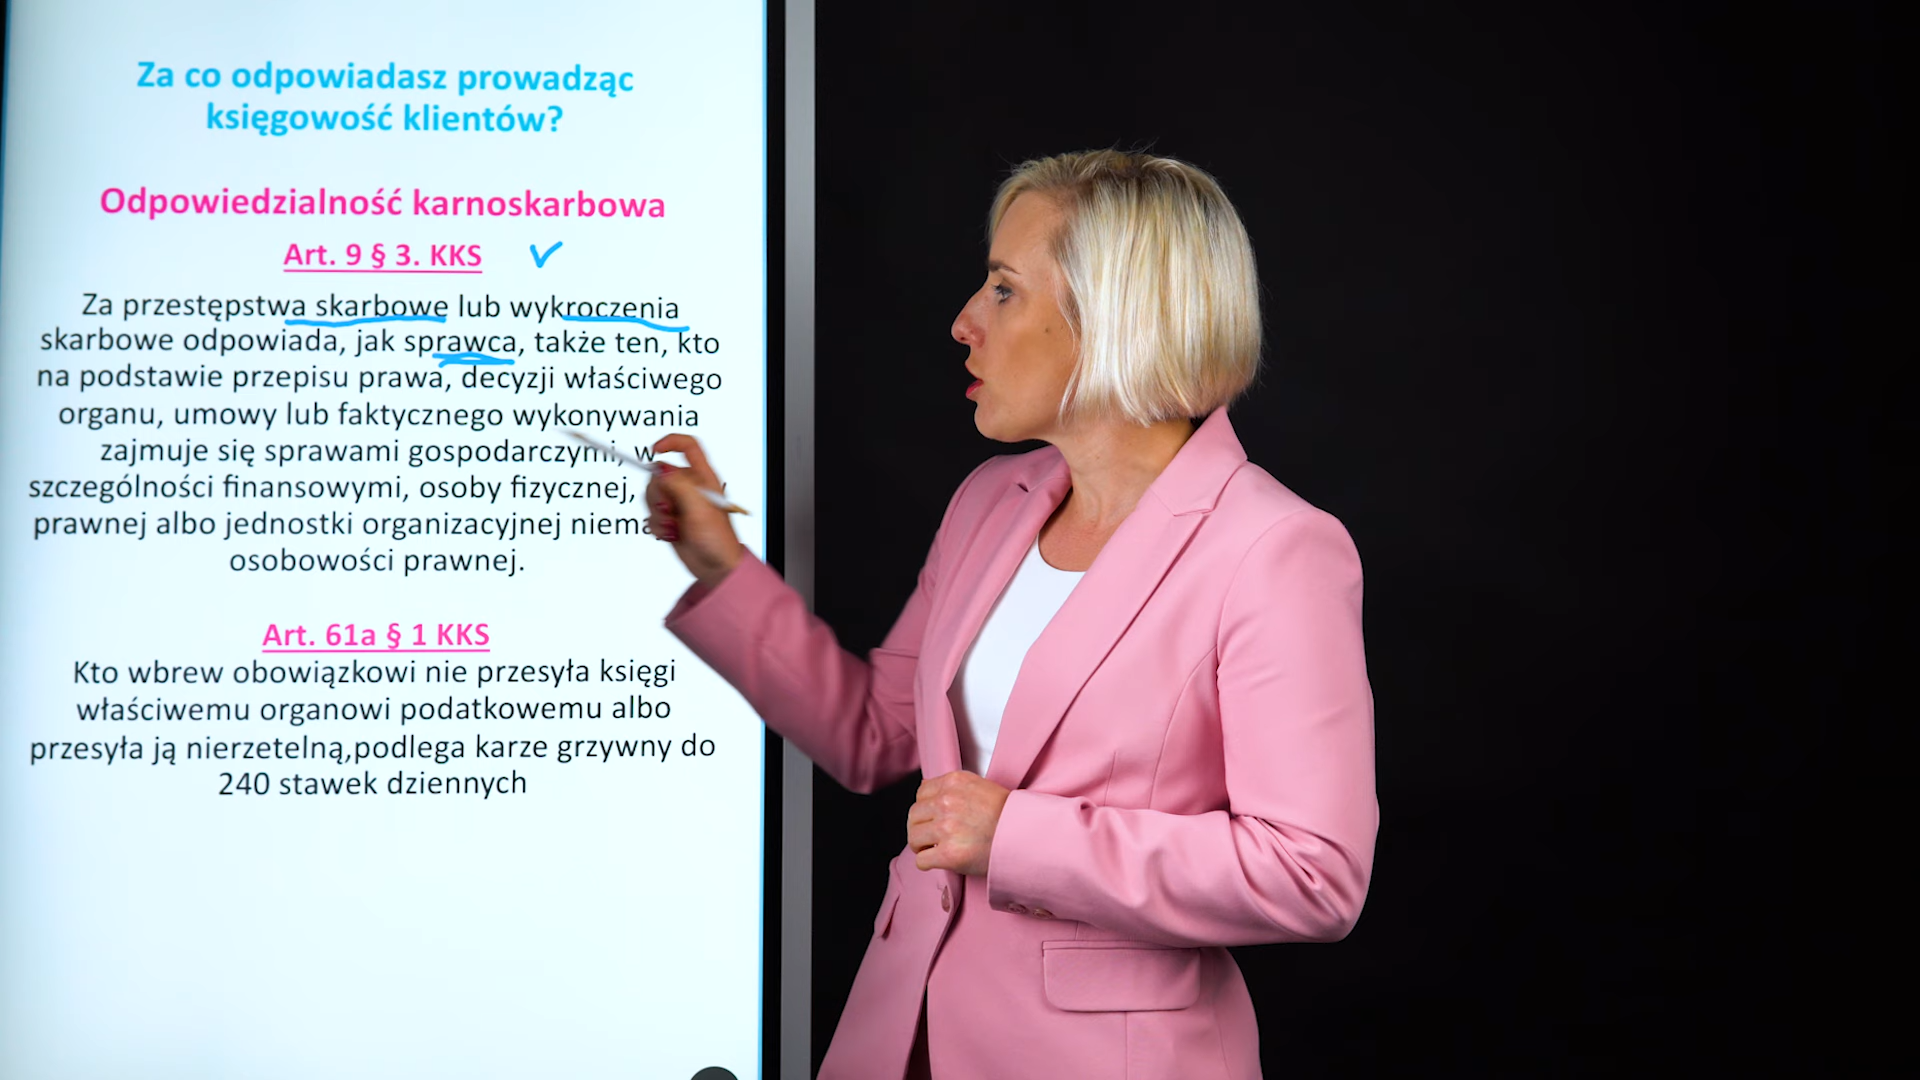 Za co odpowiadasz prowadząc
księgowość klientów?
Odpowiedzialność karnoskarbowa
Art. 9 § 3. KKS
Za przestępstwa skarbowe lub wykroczenia
skarbowe odpowiada, jak sprawca, także ten, kto
na podstawie przepisu prawa, decyzji właściwego
organu, umowy lub faktycznego wykonywania
zajmuje się sprawami gospodarczymi, w
szczególności finansowymi, osoby fizycznej,
prawnej albo jednostki organizacyjnej
osobowości prawnej.
Art. 61a § 1 KKS
Kto wbrew obowiązkowi nie przesyła księgi
właściwemu organowi podatkowemu albo
przesyła ją nierzetelną,podlega karze grzywny do
240 stawek dziennych